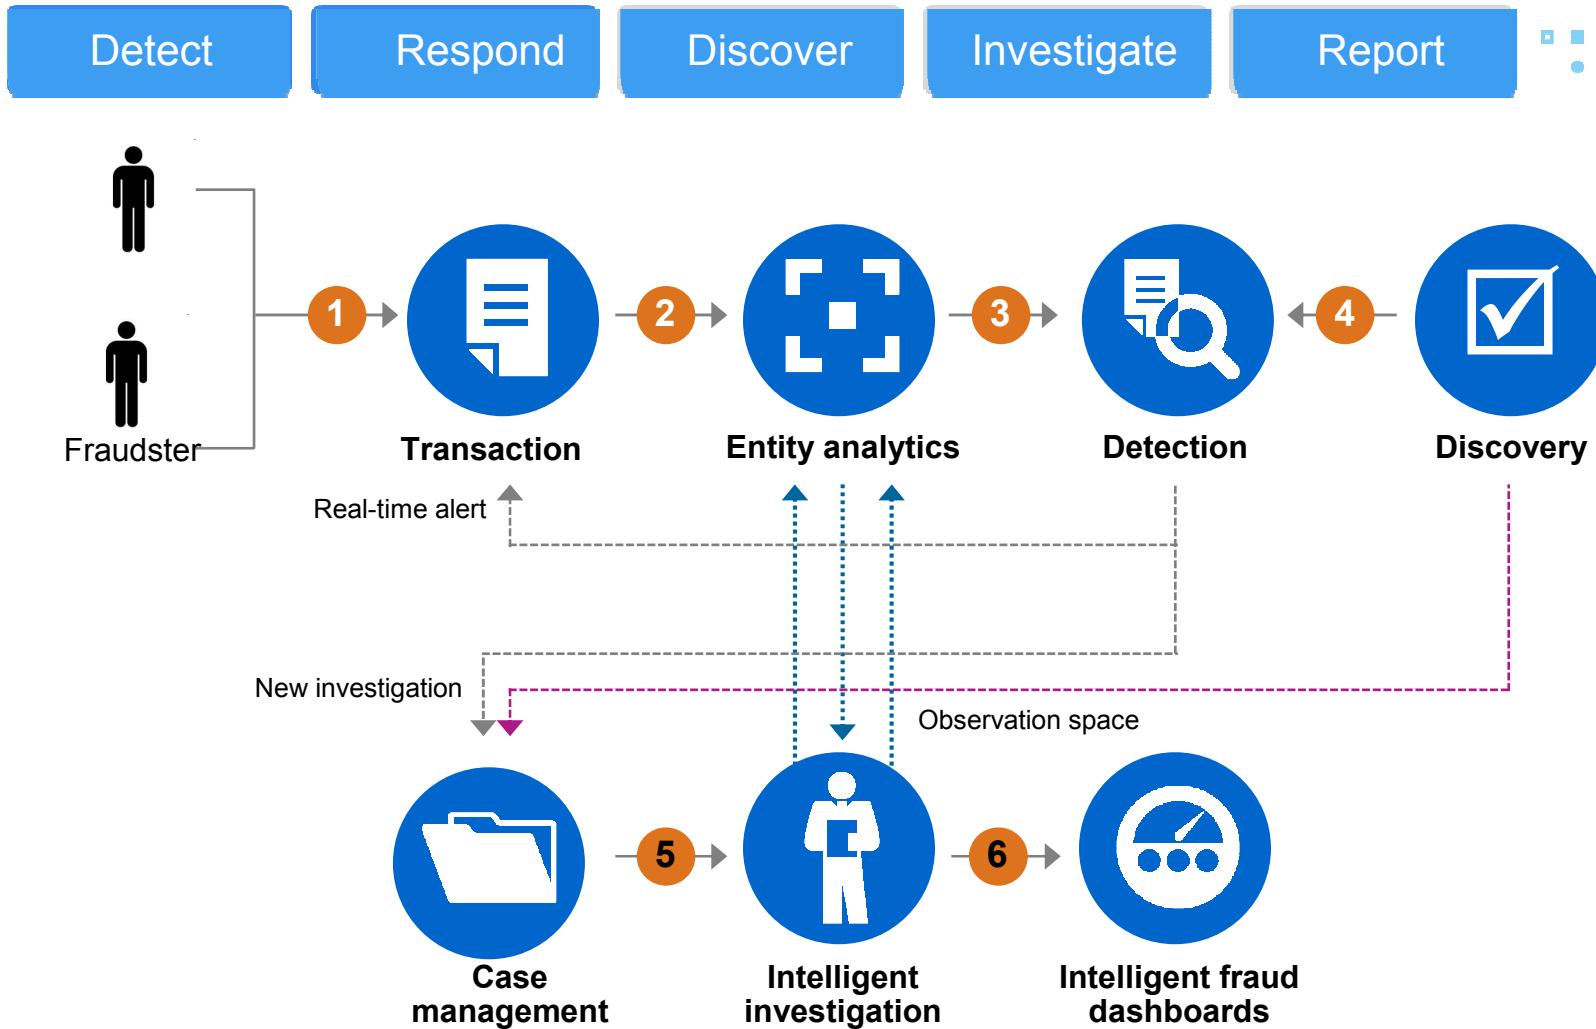 Detect
Respond
Discover
Investigate
Report
1
2
3
4
Fraudster
Transaction
Entity analytics
Detection
Discovery
Real-time alert
New investigation
Observation space
5
6
Case
management
Intelligent
investigation
Intelligent fraud
dashboards